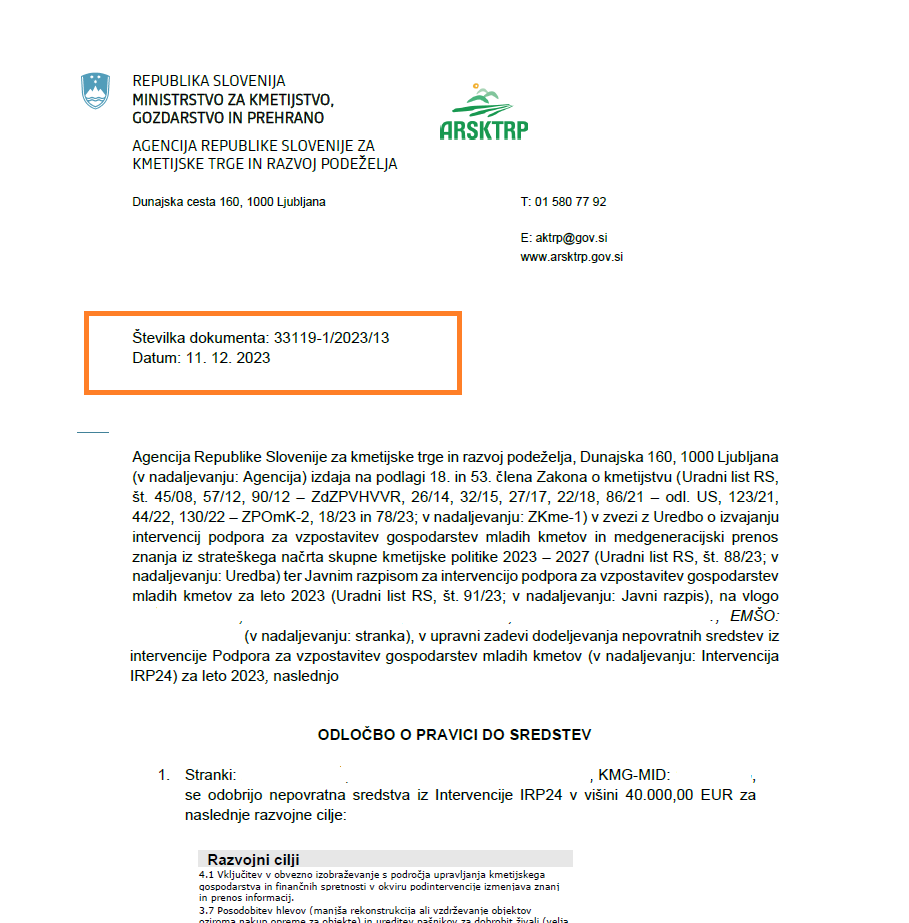 REPUBLIKA SLOVENIJA
MINISTRSTVO ZA KMETIJSTVO,
GOZDARSTVO IN PREHRANO
AGENCIJA REPUBLIKE SLOVENIJE ZA
KMETIJSKE TRGE IN RAZVOJ PODEŽELJA
ARSKTRP
Dunajska cesta 160, 1000 Ljubljana
T: 01 580 77 92
E: aktrp@gov.si
www.arsktrp.gov.si
Številka dokumenta: 33119-1/2023/13
Datum: 11. 12. 2023
Agencija Republike Slovenije za kmetijske trge in razvoj podeželja, Dunajska 160, 1000 Ljubljana
(v nadaljevanju: Agencija) izdaja na podlagi 18. in 53. člena Zakona o kmetijstvu (Uradni list RS,
št. 45/08, 57/12, 90/12 – ZdZPVHVVR, 26/14, 32/15, 27/17, 22/18, 86/21 – odl. US, 123/21,
44/22, 130/22 – ZPOmK-2, 18/23 in 78/23; v nadaljevanju: ZKme-1) v zvezi z Uredbo o izvajanju
intervencij podpora za vzpostavitev gospodarstev mladih kmetov in medgeneracijski prenos
znanja iz strateškega načrta skupne kmetijske politike 2023 – 2027 (Uradni list RS, št. 88/23; v
nadaljevanju: Uredba) ter Javnim razpisom za intervencijo podpora za vzpostavitev gospodarstev
mladih kmetov za leto 2023 (Uradni list RS, št. 91/23; v nadaljevanju: Javni razpis), na vlogo
., EMŠO:
(v nadaljevanju: stranka), v upravni zadevi dodeljevanja nepovratnih sredstev iz
intervencije Podpora za vzpostavitev gospodarstev mladih kmetov (v nadaljevanju: Intervencija
IRP24) za leto 2023, naslednjo
ODLOČBO O PRAVICI DO SREDSTEV
1. Stranki: , KMG-MID: ,
se odobrijo nepovratna sredstva iz Intervencije IRP24 v višini 40.000,00 EUR za
naslednje razvojne cilje:
Razvojni cilji
4.1 Vključitev v obvezno izobraževanje s področja upravljanja kmetijskega
gospodarstva in finančnih spretnosti v okviru podintervencije izmenjava znanj
in prenos informacij.
3.7 Posodobitev hlevov (manjša rekonstrukcija ali vzdrževanje objektov
oziroma nakup opreme za objekte) in ureditev pašnikov za dobrobit živali (velja